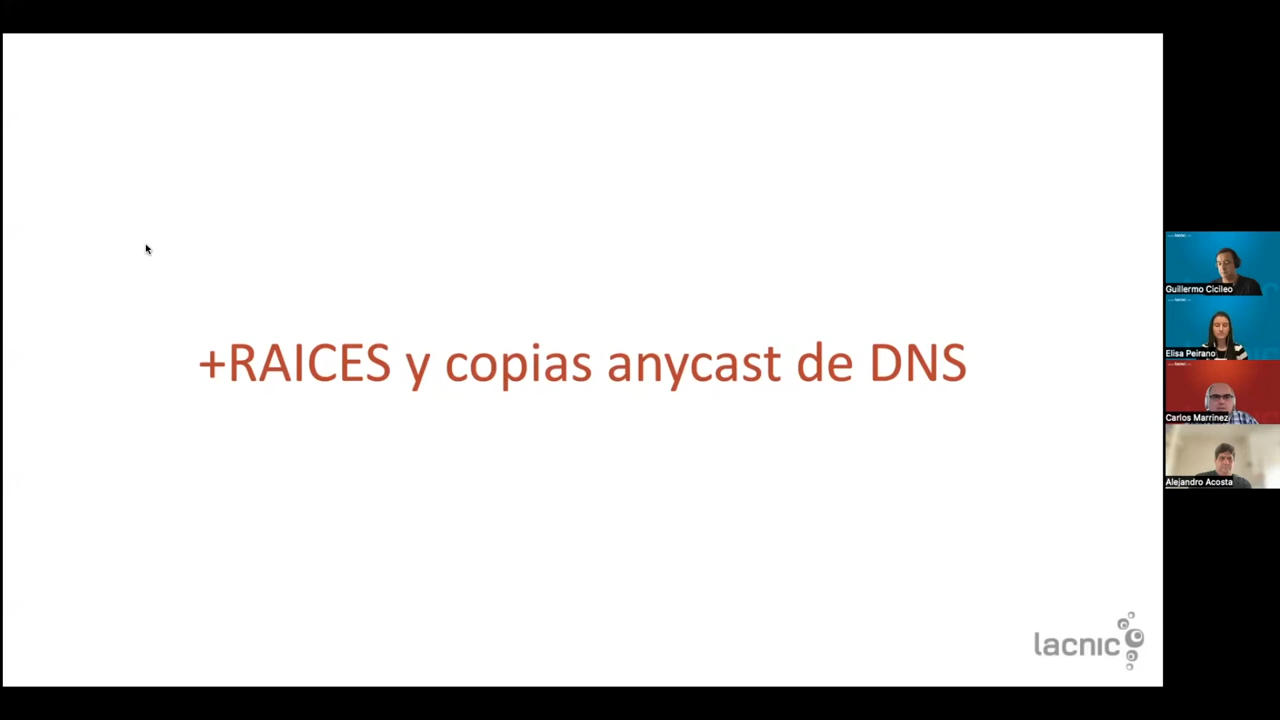 +RAICES y copias anycast de DNS
lacnic
Guillermo Cicileo
Elisa Peirano
Carlos Marrinez
Alejandro Acosta